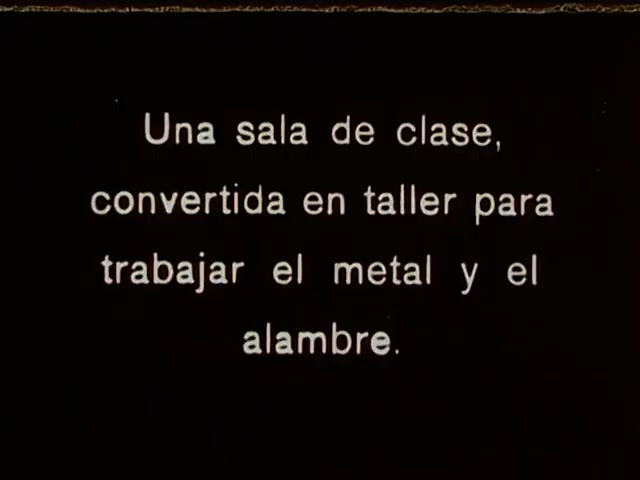 Una sala de clase,
convertida en taller para
trabajar el metal y el
alambre.